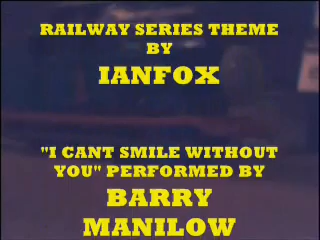 RAILWAY SERIES THEME
BY
IANFOX
"I CANT SMILE WITHOUT
YOU" PERFORMED BY
BARRY
MANILOW